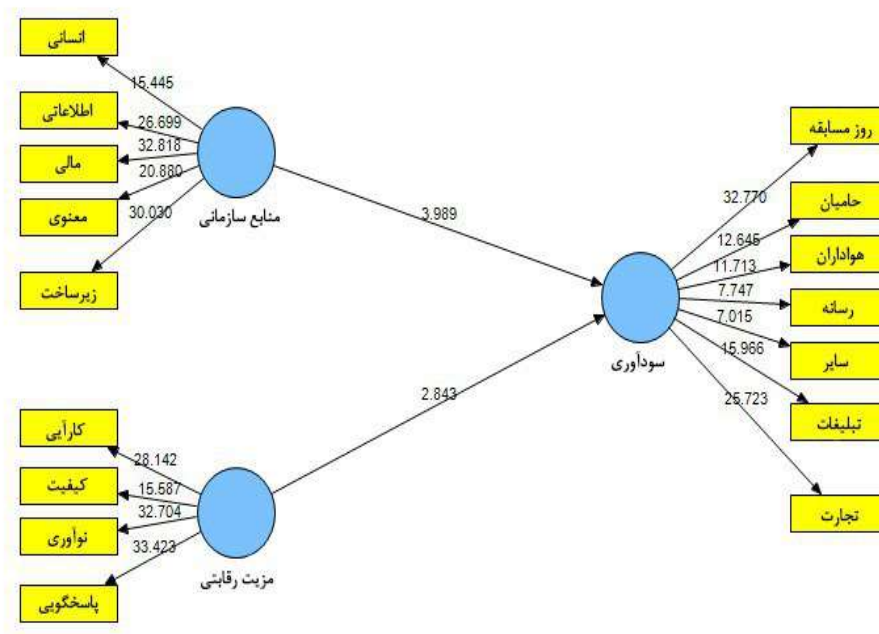 انسانی
15.445
اطلاعاتی
26.699
مالی
32.818
معنوی
20.880
زیرساخت
30.030
منابع سازمانی
3.989
کارآیی
28.142
کیفیت
15.587
نوآوری
32.704
پاسخگویی
33.423
مزیت رقابتی
2.843
سودآوری
روز مسابقه
32.770
حامیان
12.645
هواداران
11.713
رسانه
7.747
سایر
7.015
تبلیغات
15.966
تجارت
25.723